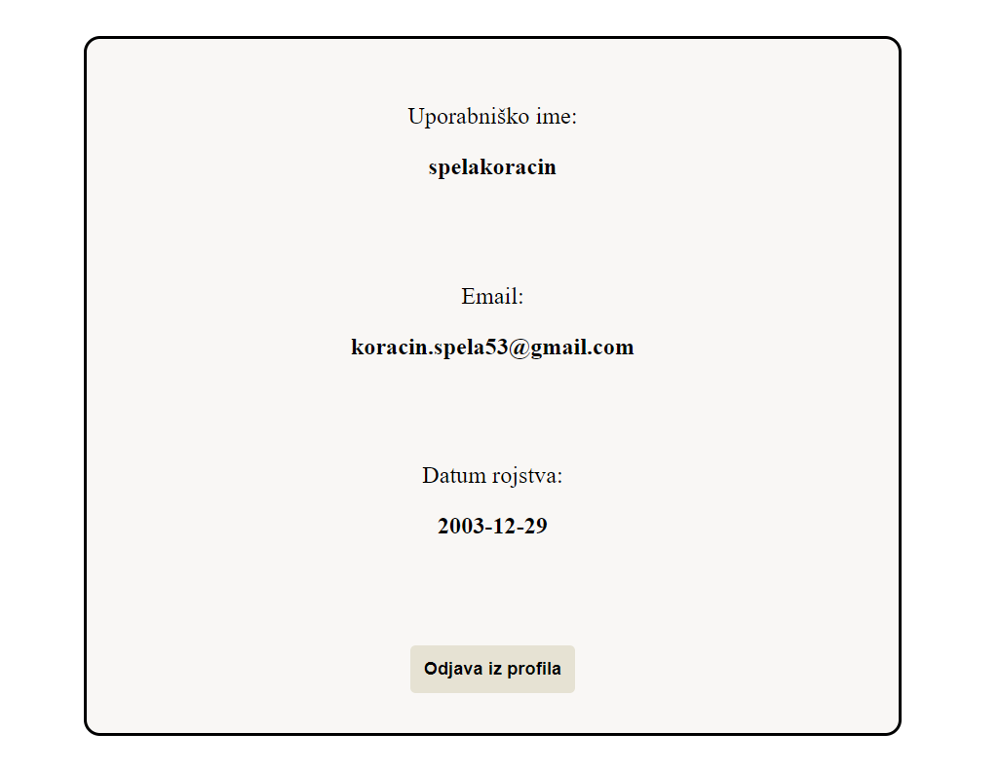 Uporabniško ime:
spelakoracin
Email:
koracin.spela53@gmail.com
Datum rojstva:
2003-12-29
Odjava iz profila